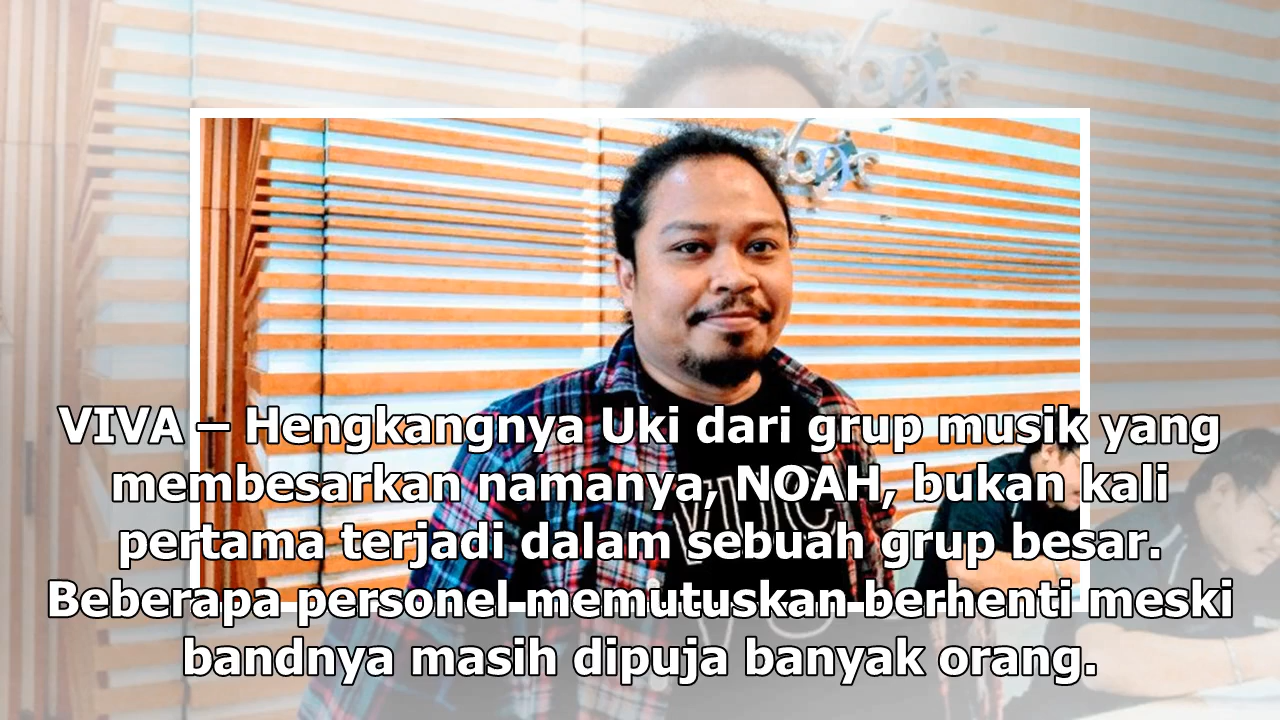 VIVA – Hengkangnya Uki dari grup musik yang
membesarkan namanya, NOAH, bukan kali
pertama terjadi dalam sebuah grup besar.
Beberapa personel memutuskan berhenti meski
bandnya masih dipuja banyak orang.